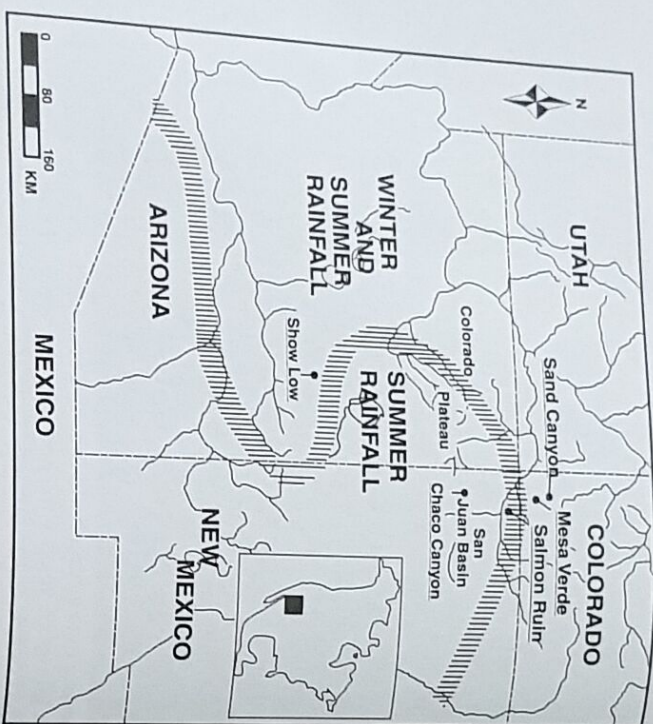 N
UTAH
COLORADO
Sand Canyon
Mesa Verde
Salmon Ruin
Colorado
Plateau
San
Juan Basin
Chaco Canyon
WINTER
AND
SUMMER
RAINFALL
SUMMER
RAINFALL
Show Low
ARIZONA
NEW
MEXICO
MEXICO
0 80 160
KM